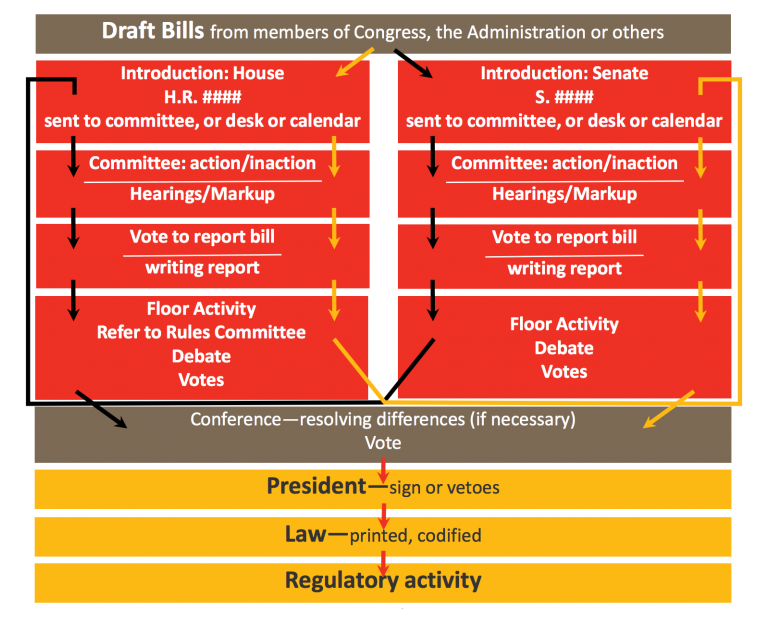 Draft Bills from members of Congress, the Administration or others
Introduction: House
H.R. ####
sent to committee, or desk or calendar
Committee: action/inaction
Hearings/Markup
Vote to report bill
writing report
Floor Activity
Refer to Rules Committee
Debate
Votes
Introduction: Senate
S. ####
sent to committee, or desk or calendar
Committee: action/inaction
Hearings/Markup
Vote to report bill
writing report
Floor Activity
Debate
Votes
Conference—resolving differences (if necessary)
Vote
President—sign or vetoes
Law—printed, codified
Regulatory activity